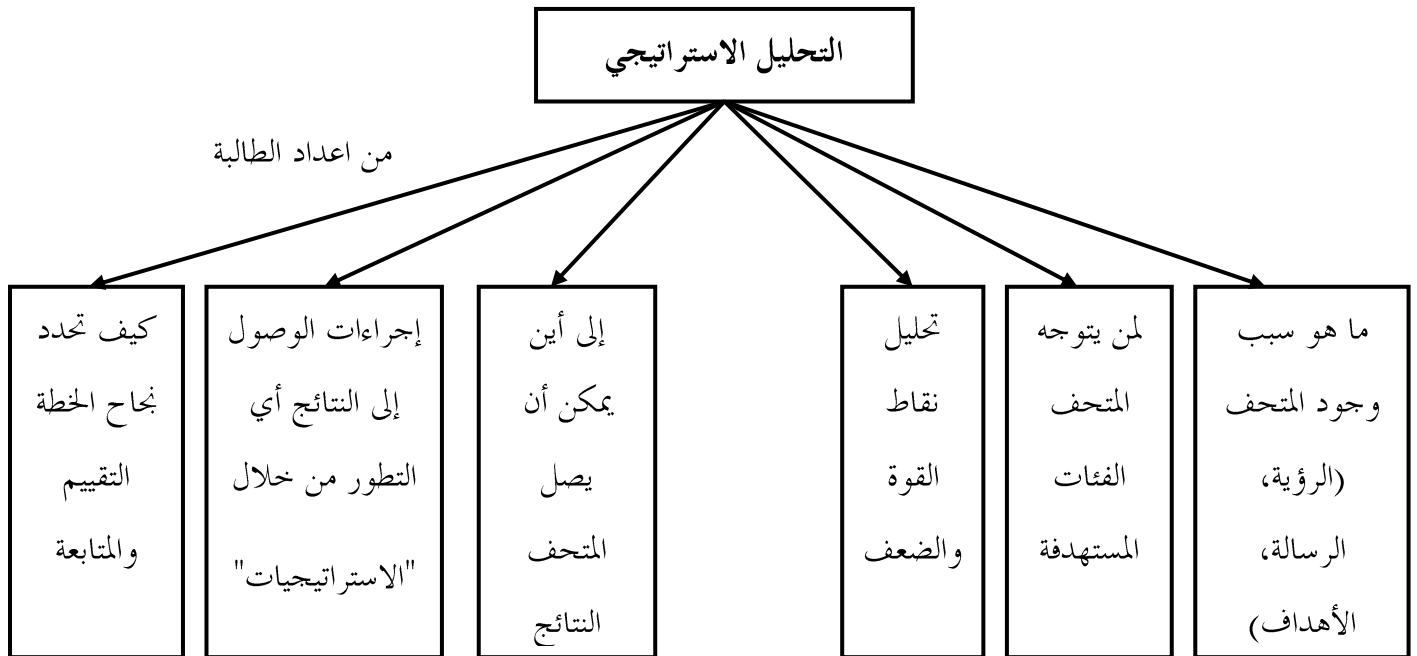 التحليل الاستراتيجي
من اعداد الطالبة
ما هو سبب
وجود المتحف
(الرؤية،
الرسالة،
الأهداف)
لمن يتوجه
المتحف
الفئات
المستهدفة
تحليل
نقاط
القوة
والضعف
إلى أين
يمكن أن
يصل
المتحف
النتائج
إجراءات الوصول
إلى النتائج أي
التطور من خلال
"الاستراتيجيات"
كيف تحدد
نجاح الخطة
التقييم
والمتابعة